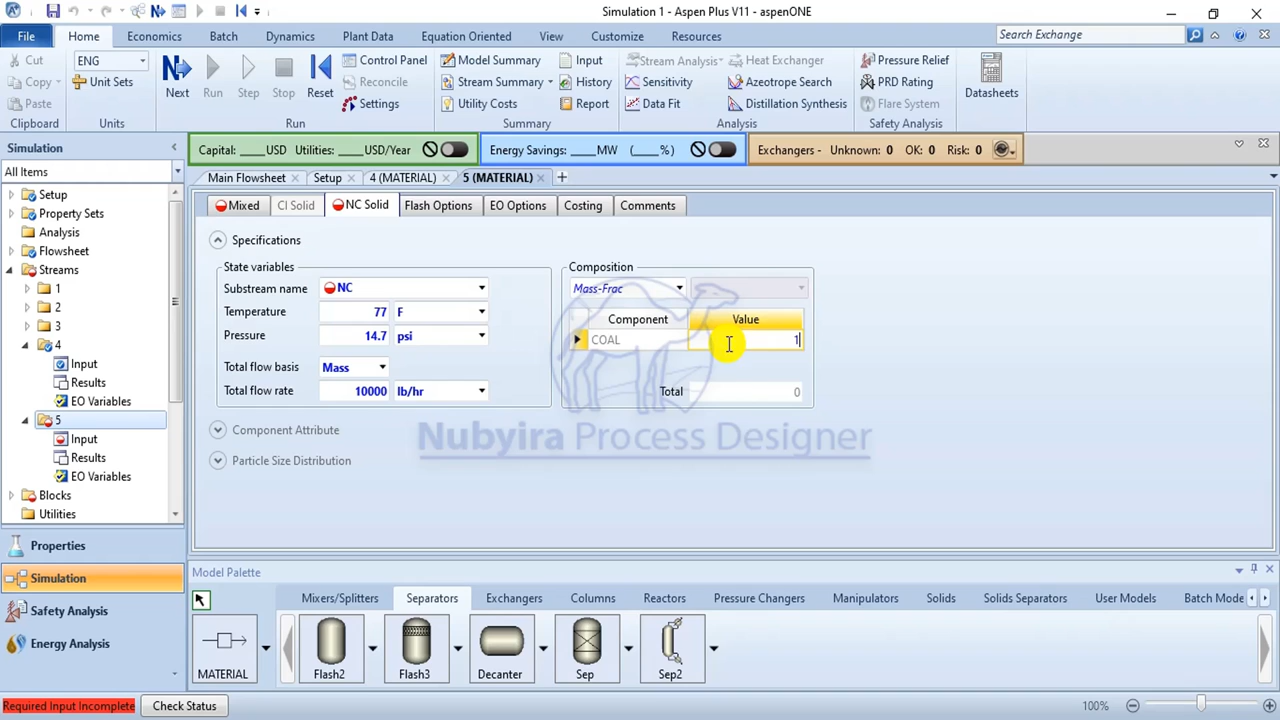 Simulation 1 - Aspen Plus V11 - aspenONE
File Home Economics Batch Dynamics Plant Data Equation Oriented View Customize Resources Search Exchange
Cut ENG Next Run Step Stop Reset Control Panel Model Summary Input Stream Analysis Heat Exchanger Pressure Relief Datasheets
Copy Unit Sets Reconcile Stream Summary History Sensitivity Azeotrope Search PRD Rating
Paste Settings Utility Costs Report Data Fit Distillation Synthesis Flare System
Clipboard Units Run Summary Analysis Safety Analysis
Simulation Capital: ____USD Utilities: ____USD/Year Energy Savings: ____MW (____%) Exchangers - Unknown: 0 OK: 0 Risk: 0
All Items Main Flowsheet Setup 4 (MATERIAL) 5 (MATERIAL)
Setup Mixed CI Solid NC Solid Flash Options EO Options Costing Comments
Property Sets
Analysis Specifications
Flowsheet
Streams State variables Composition
1 Substream name NC Mass-Frac
2 Temperature 77 F Component Value
3 Pressure 14.7 psi COAL 1
4
Input Total flow basis Mass
Results Total flow rate 10000 lb/hr Total 0
EO Variables
5 Component Attribute
Nubyira Process Designer
Input
Results Particle Size Distribution
EO Variables
Blocks
Utilities
Properties
Model Palette
Simulation Mixers/Splitters Separators Exchangers Columns Reactors Pressure Changers Manipulators Solids Solids Separators User Models Batch Mode
Safety Analysis
Energy Analysis
MATERIAL Flash2 Flash3 Decanter Sep Sep2
Required Input Incomplete Check Status 100%